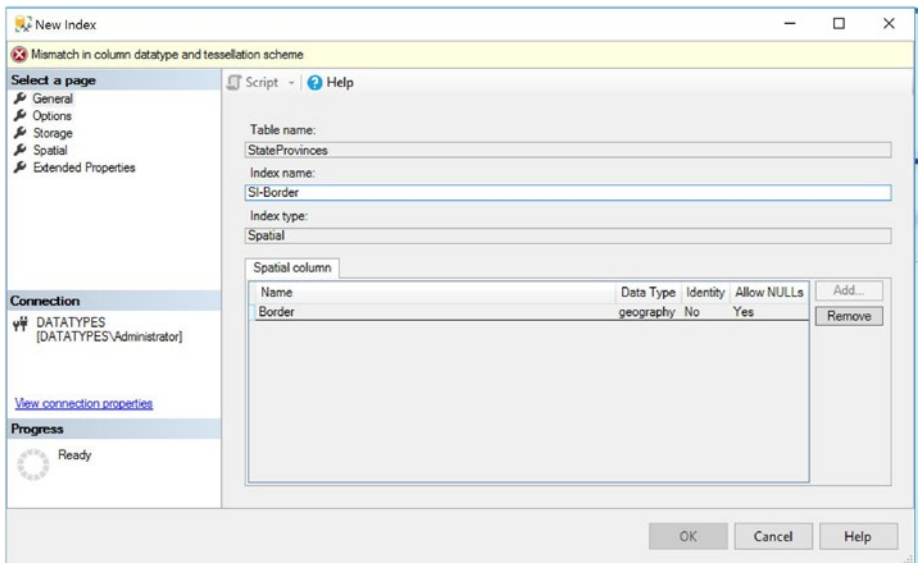 New Index
Mismatch in column datatype and tessellation scheme
Select a page
General
Options
Storage
Spatial
Extended Properties
Connection
DATATYPES
[DATATYPES\Administrator]
View connection properties
Progress
Ready
Script Help
Table name:
StateProvinces
Index name:
SI-Border
Index type:
Spatial
Spatial column
Name Data Type Identity Allow NULLs
Border geography No Yes
Add...
Remove
OK Cancel Help